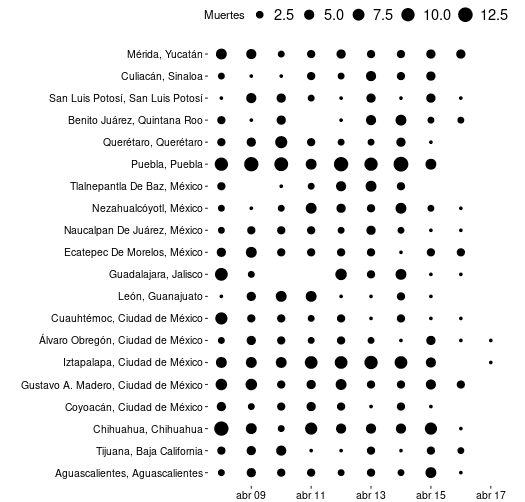 Muertes 2.5 5.0 7.5 10.0 12.5
Mérida, Yucatán
Culiacán, Sinaloa
San Luis Potosí, San Luis Potosí
Benito Juárez, Quintana Roo
Querétaro, Querétaro
Puebla, Puebla
Tlalnepantla De Baz, México
Nezahualcóyotl, México
Naucalpan De Juárez, México
Ecatepec De Morelos, México
Guadalajara, Jalisco
León, Guanajuato
Cuauhtémoc, Ciudad de México
Álvaro Obregón, Ciudad de México
Iztapalapa, Ciudad de México
Gustavo A. Madero, Ciudad de México
Coyoacán, Ciudad de México
Chihuahua, Chihuahua
Tijuana, Baja California
Aguascalientes, Aguascalientes
abr 09 abr 11 abr 13 abr 15 abr 17